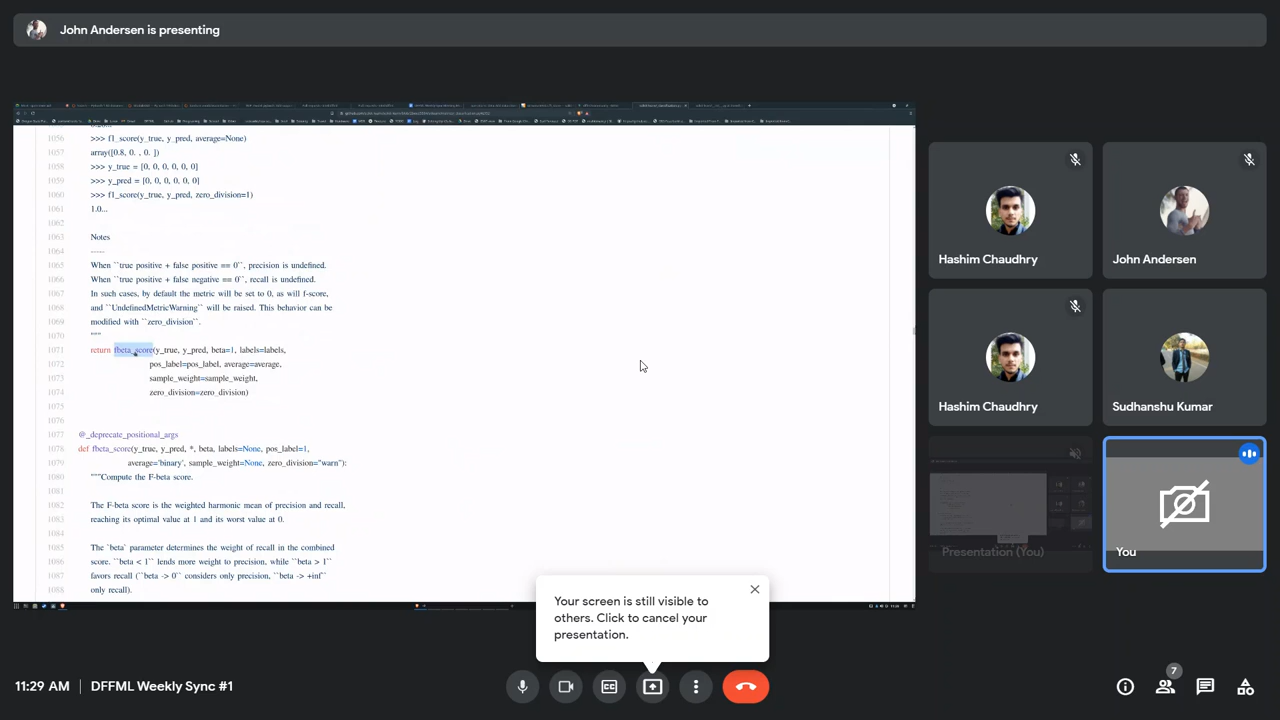 John Andersen is presenting
1056 >>> f1_score(y_true, y_pred, average=None)
1057 array([0.8, 0. , 0. ])
1058 >>> y_true = [0, 0, 0, 0, 0, 0]
1059 >>> y_pred = [0, 0, 0, 0, 0, 0]
1060 >>> f1_score(y_true, y_pred, zero_division=1)
1061 1.0...
1062
1063 Notes
1064 -----
1065 When ``true positive + false positive == 0``, precision is undefined.
1066 When ``true positive + false negative == 0``, recall is undefined.
1067 In such cases, by default the metric will be set to 0, as will f-score,
1068 and ``UndefinedMetricWarning`` will be raised. This behavior can be
1069 modified with ``zero_division``.
1070 """
1071 return fbeta_score(y_true, y_pred, beta=1, labels=labels,
1072 pos_label=pos_label, average=average,
1073 sample_weight=sample_weight,
1074 zero_division=zero_division)
1075
1076
1077 @_deprecate_positional_args
1078 def fbeta_score(y_true, y_pred, *, beta, labels=None, pos_label=1,
1079 average='binary', sample_weight=None, zero_division="warn"):
1080 """Compute the F-beta score.
1081
1082 The F-beta score is the weighted harmonic mean of precision and recall,
1083 reaching its optimal value at 1 and its worst value at 0.
1084
1085 The `beta` parameter determines the weight of recall in the combined
1086 score. ``beta < 1`` lends more weight to precision, while ``beta > 1``
1087 favors recall (``beta -> 0`` considers only precision, ``beta -> +inf``
1088 only recall).
Hashim Chaudhry
John Andersen
Hashim Chaudhry
Sudhanshu Kumar
Presentation (You)
You
Your screen is still visible to
others. Click to cancel your
presentation.
11:29 AM | DFFML Weekly Sync #1
CC
7